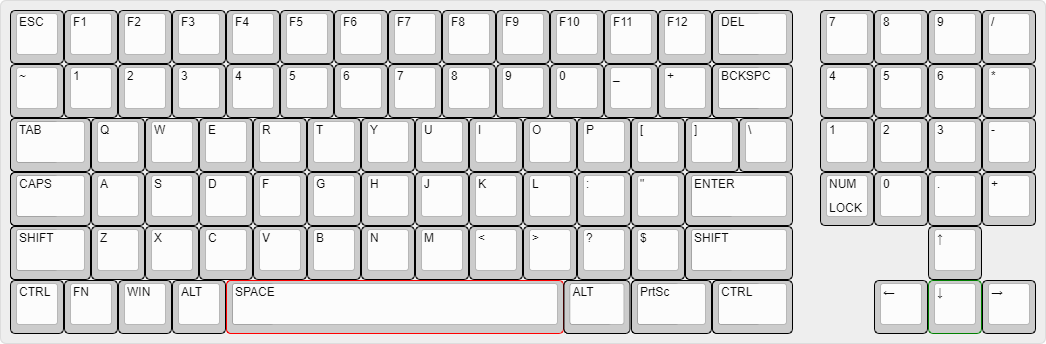 ESC F1 F2 F3 F4 F5 F6 F7 F8 F9 F10 F11 F12 DEL 7 8 9 /
~ 1 2 3 4 5 6 7 8 9 0 _ + BCKSPC 4 5 6 *
TAB Q W E R T Y U I O P [ ] \ 1 2 3 -
CAPS A S D F G H J K L : " ENTER NUM 0 . +
LOCK
SHIFT Z X C V B N M < > ? $ SHIFT ↑
CTRL FN WIN ALT SPACE ALT PrtSc CTRL ← ↓ →